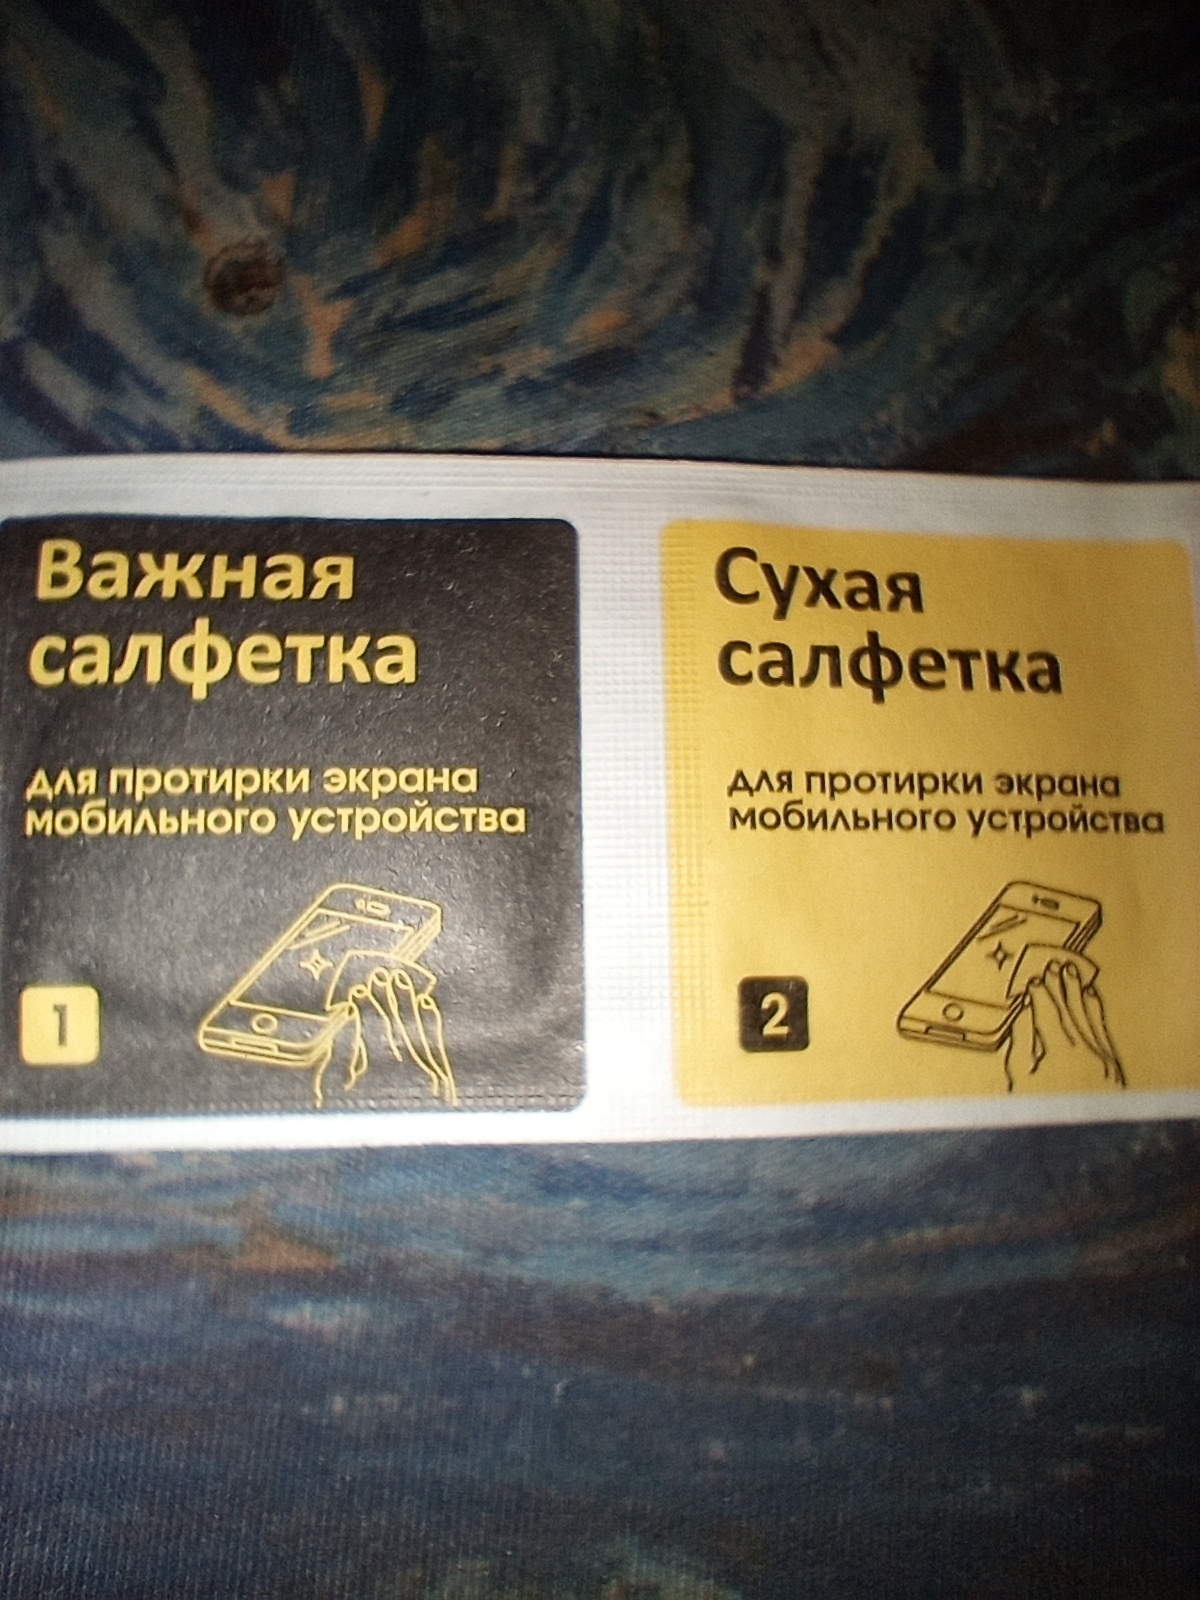 Важная
салфетка
для протирки экрана
мобильного устройства
1
Сухая
салфетка
для протирки экрана
мобильного устройства
2